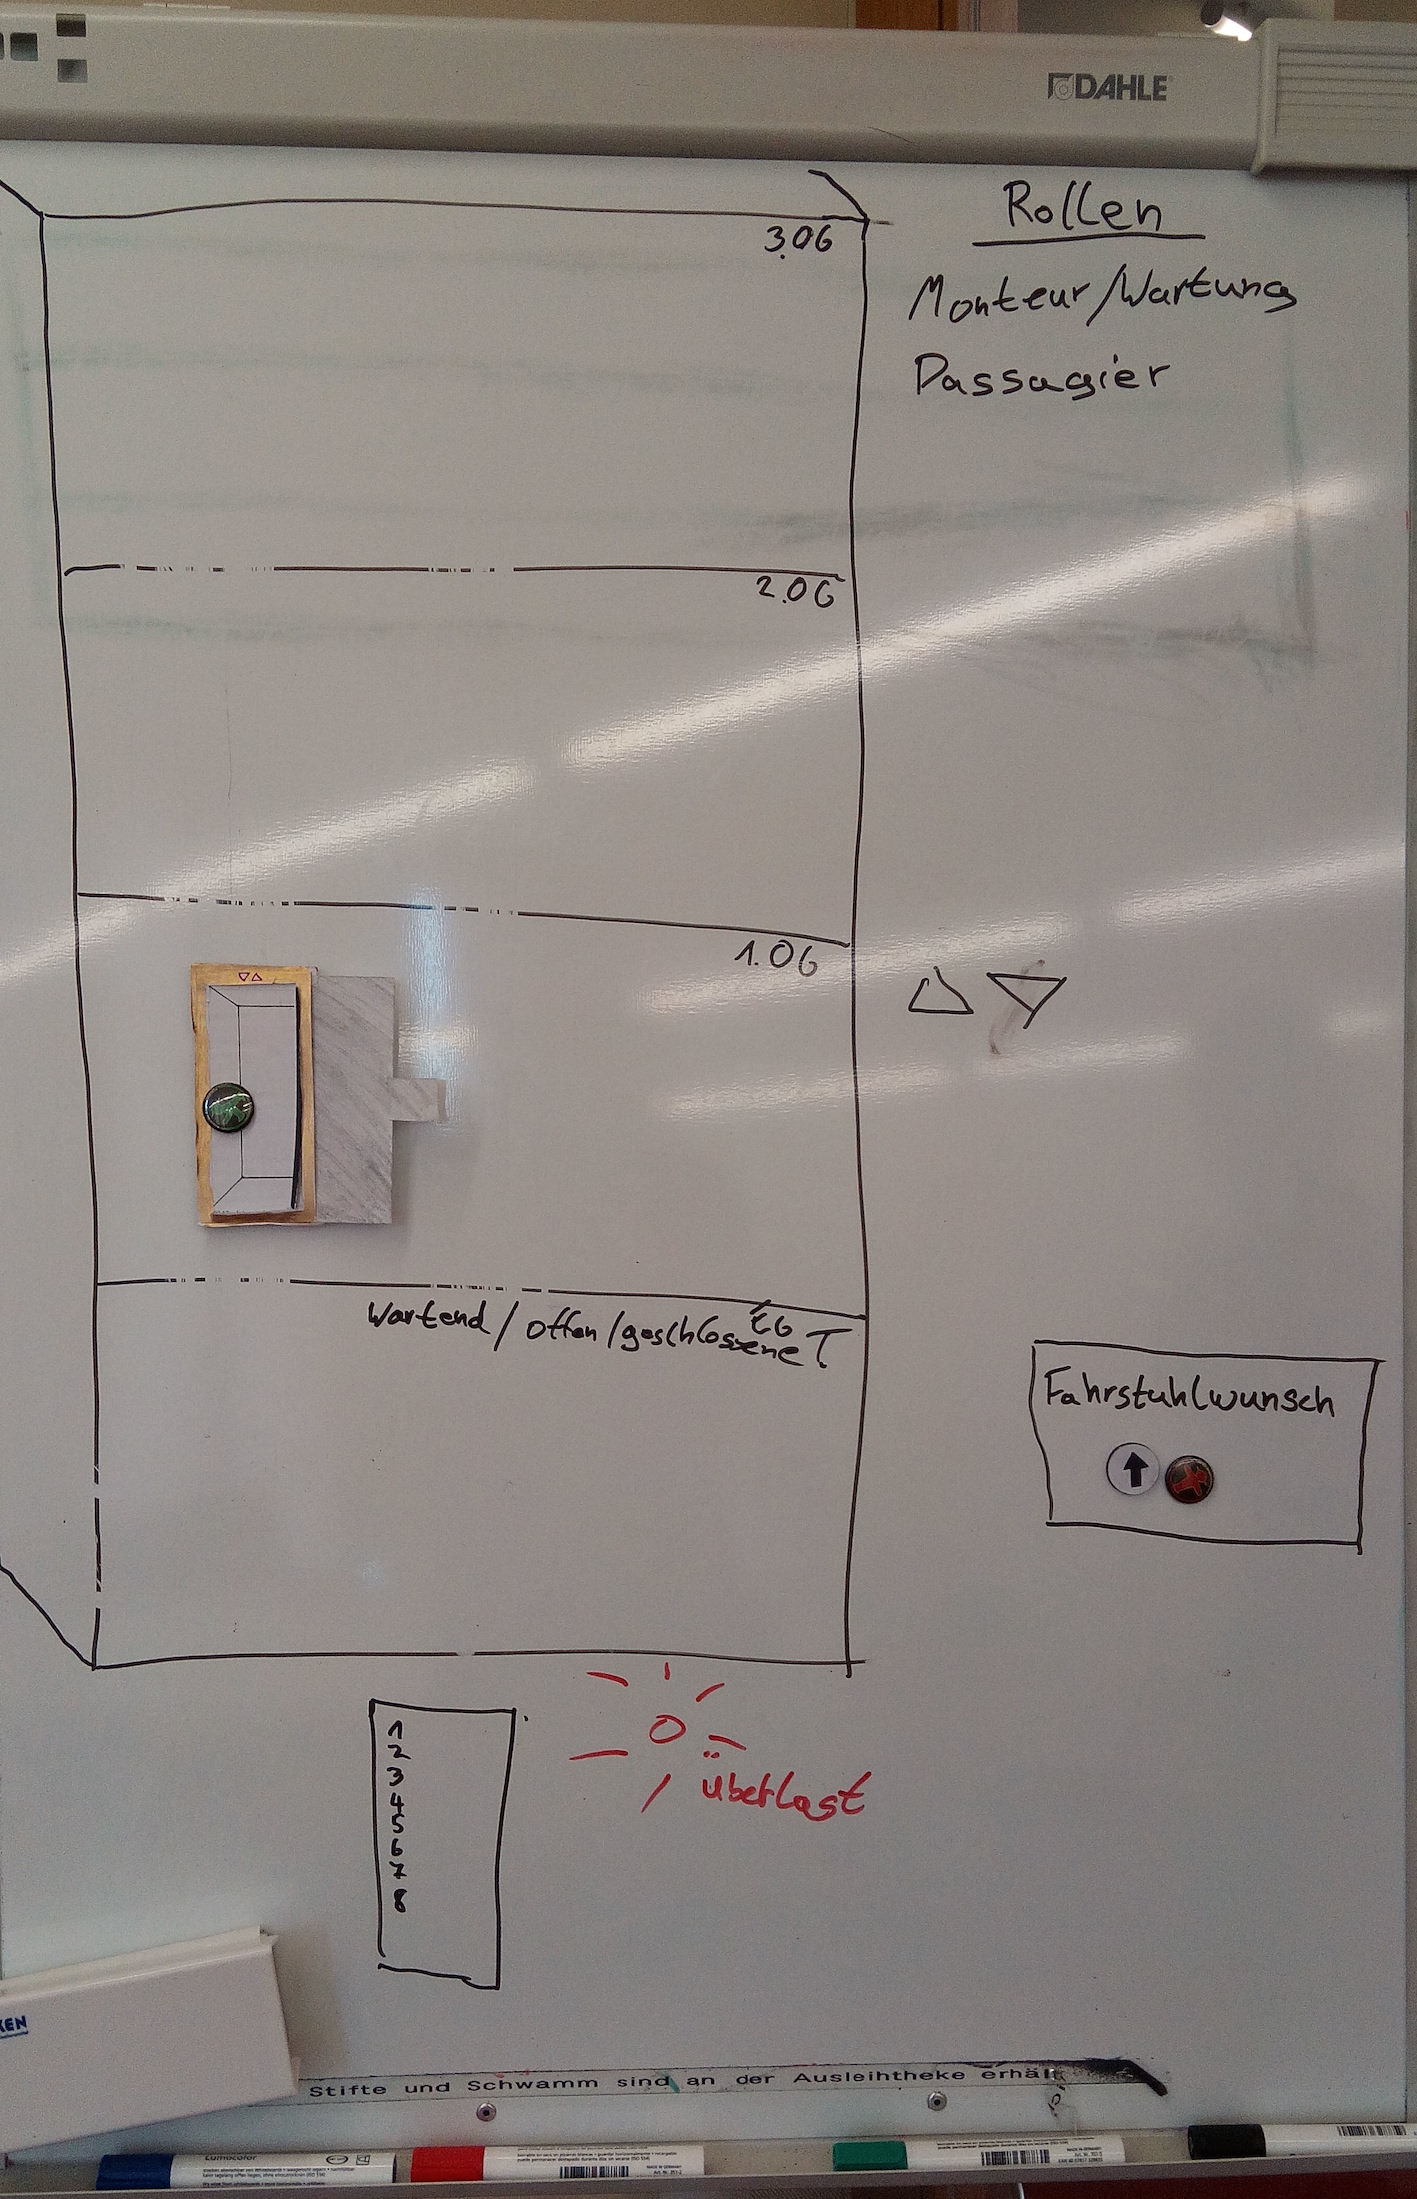 DAHLE
Rollen
3.OG
Monteur/Wartung
Passagier
2.OG
1.OG
EG
Wartend / offen /geschlossene T
Fahrstuhlwunsch
1
2
3
4
5
6
7
8
überlast
KEN
Stifte und Schwamm sind an der Ausleihtheke erhäl
Lumocolor